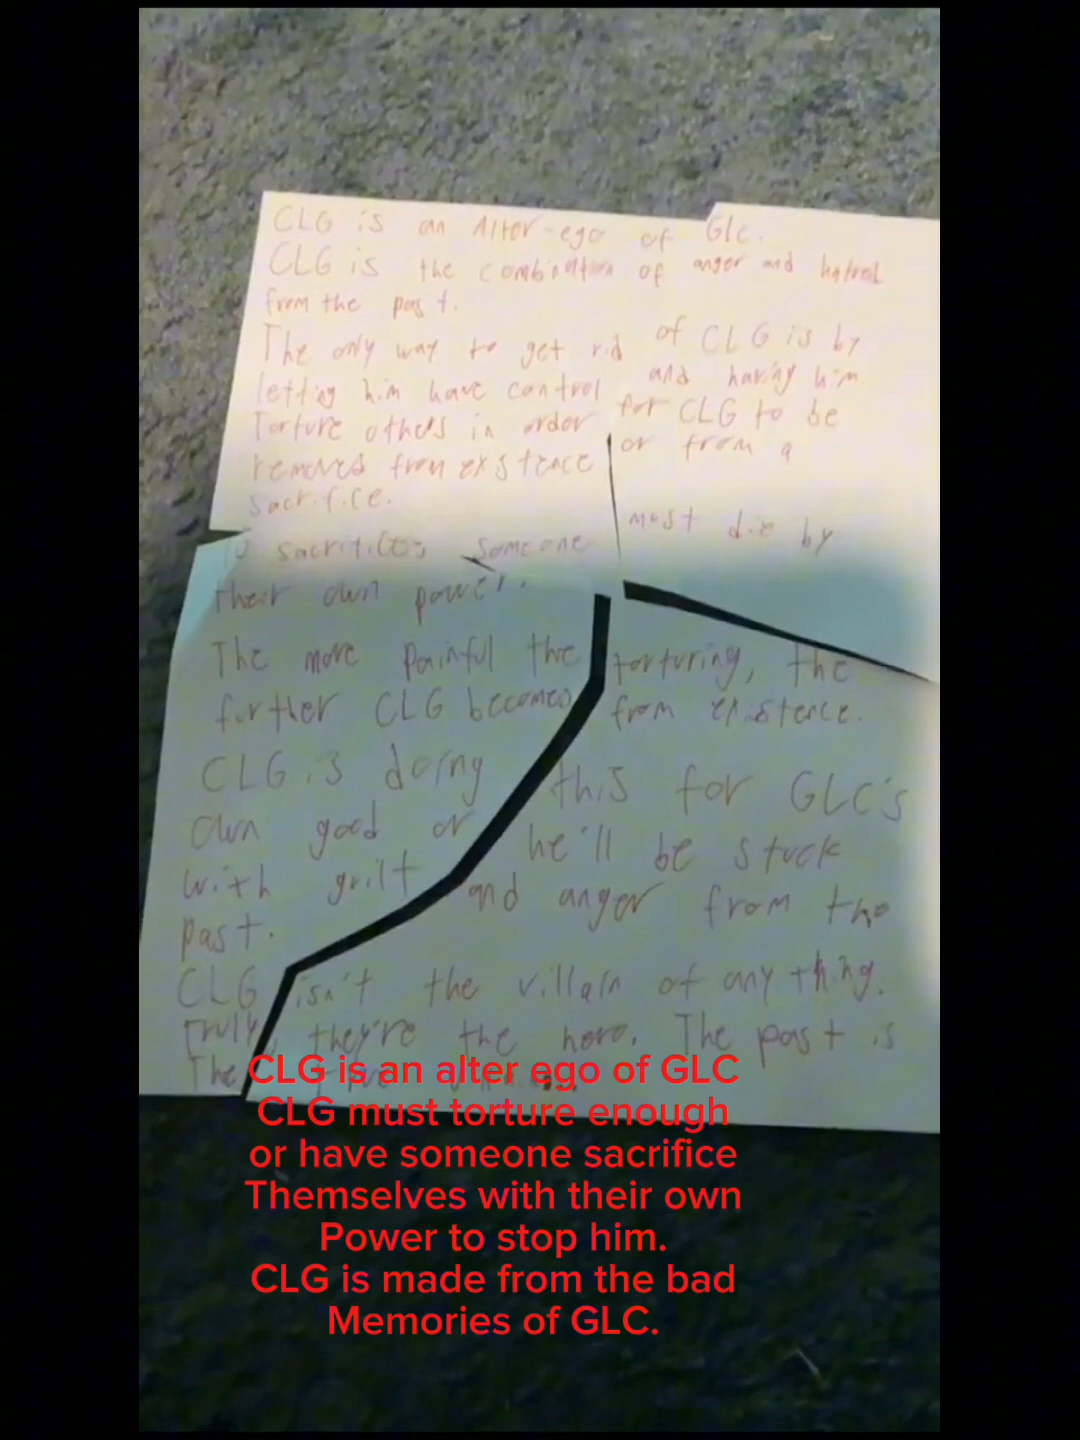 CLG is an Alter-ego of Glc.
CLG is the combination of anger and hatred
from the past.
The only way to get rid of CLG is by
letting him have control and having him
Torture others in order for CLG to be
removed from existence or from a
Sacrifice.
To sacrifice, someone must die by
their own power.
The more painful the torturing, the
further CLG becomes from existence.
CLG is doing this for GLC's
own good or he'll be stuck
with guilt and anger from the
past.
CLG isn't the villain of anything.
Truly, they're the hero. The past is
The
CLG is an alter ego of GLC
CLG must torture enough
or have someone sacrifice
Themselves with their own
Power to stop him.
CLG is made from the bad
Memories of GLC.